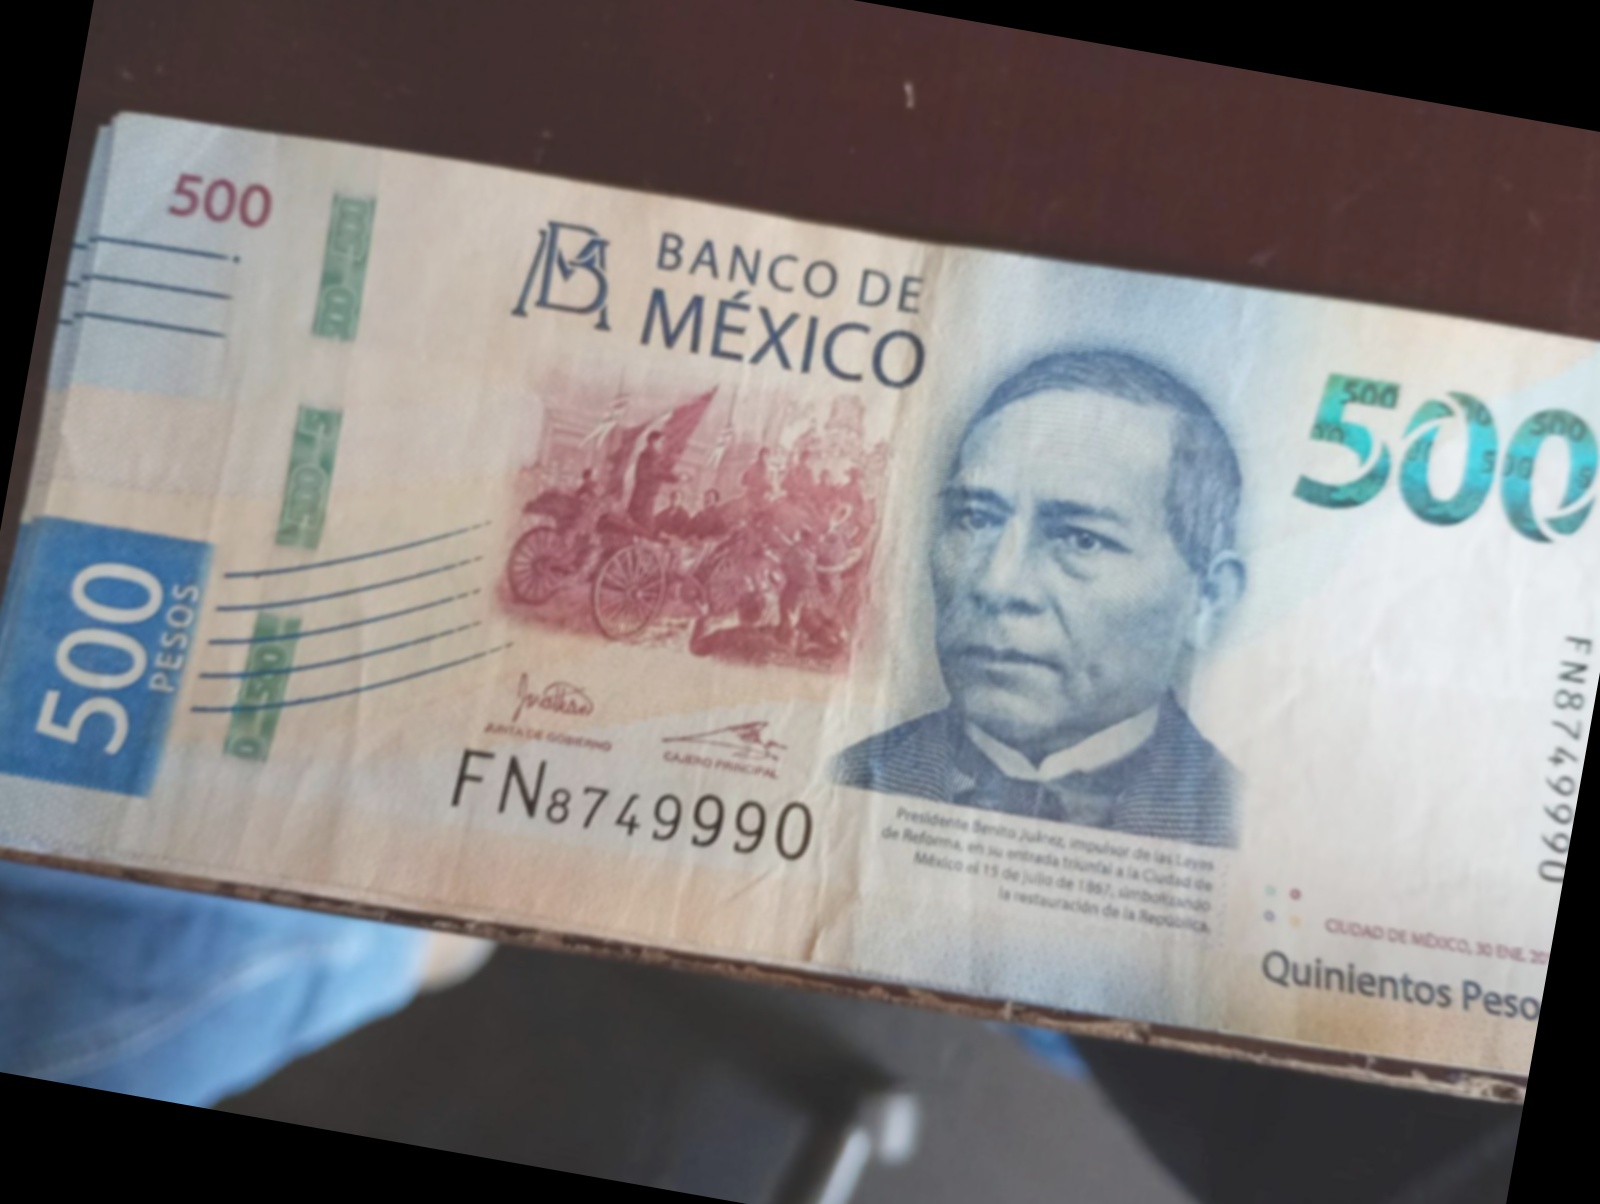 500
BANCO DE
MÉXICO
500
500
PESOS
JUNTA DE GOBIERNO
CAJERO PRINCIPAL
FN8749990
FN8749990
Presidente Benito Juárez, impulsor de las Leyes
de Reforma, en su entrada triunfal a la Ciudad de
México el 15 de julio de 1867, simbolizando
la restauración de la República.
CIUDAD DE MÉXICO, 30 ENE. 20
Quinientos Peso